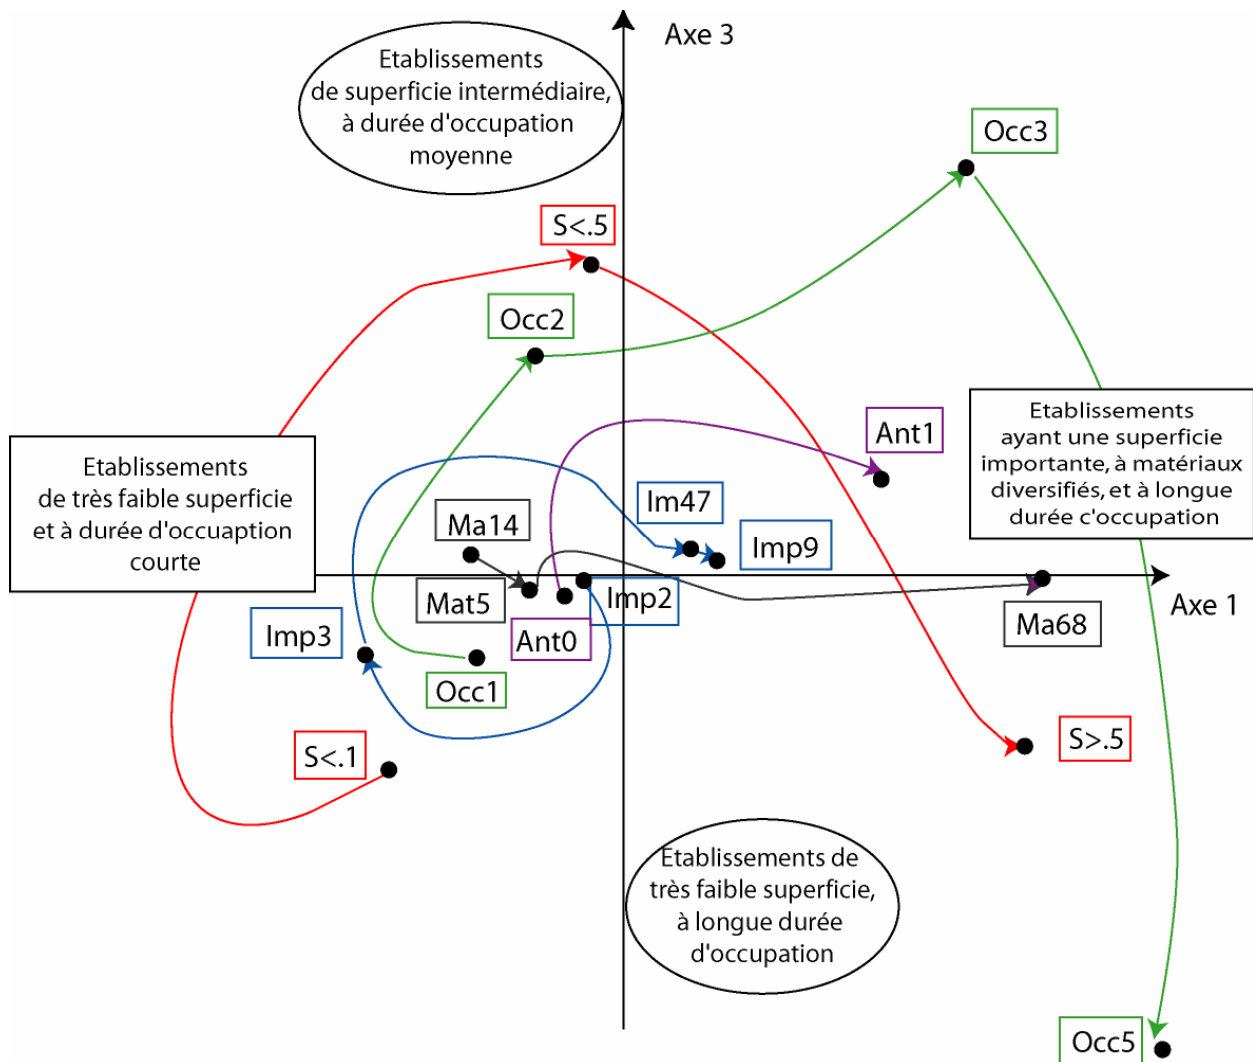 Axe 3
Etablissements
de superficie intermédiaire,
à durée d'occupation
moyenne
Occ3
S<.5
Occ2
Ant1
Etablissements
ayant une superficie
importante, à matériaux
diversifiés, et à longue
durée c'occupation
Etablissements
de très faible superficie
et à durée d'occuaption
courte
Ma14
Im47
Imp9
Mat5
Imp2
Axe 1
Imp3
Ant0
Ma68
Occ1
S<.1
S>.5
Etablissements de
très faible superficie,
à longue durée
d'occupation
Occ5